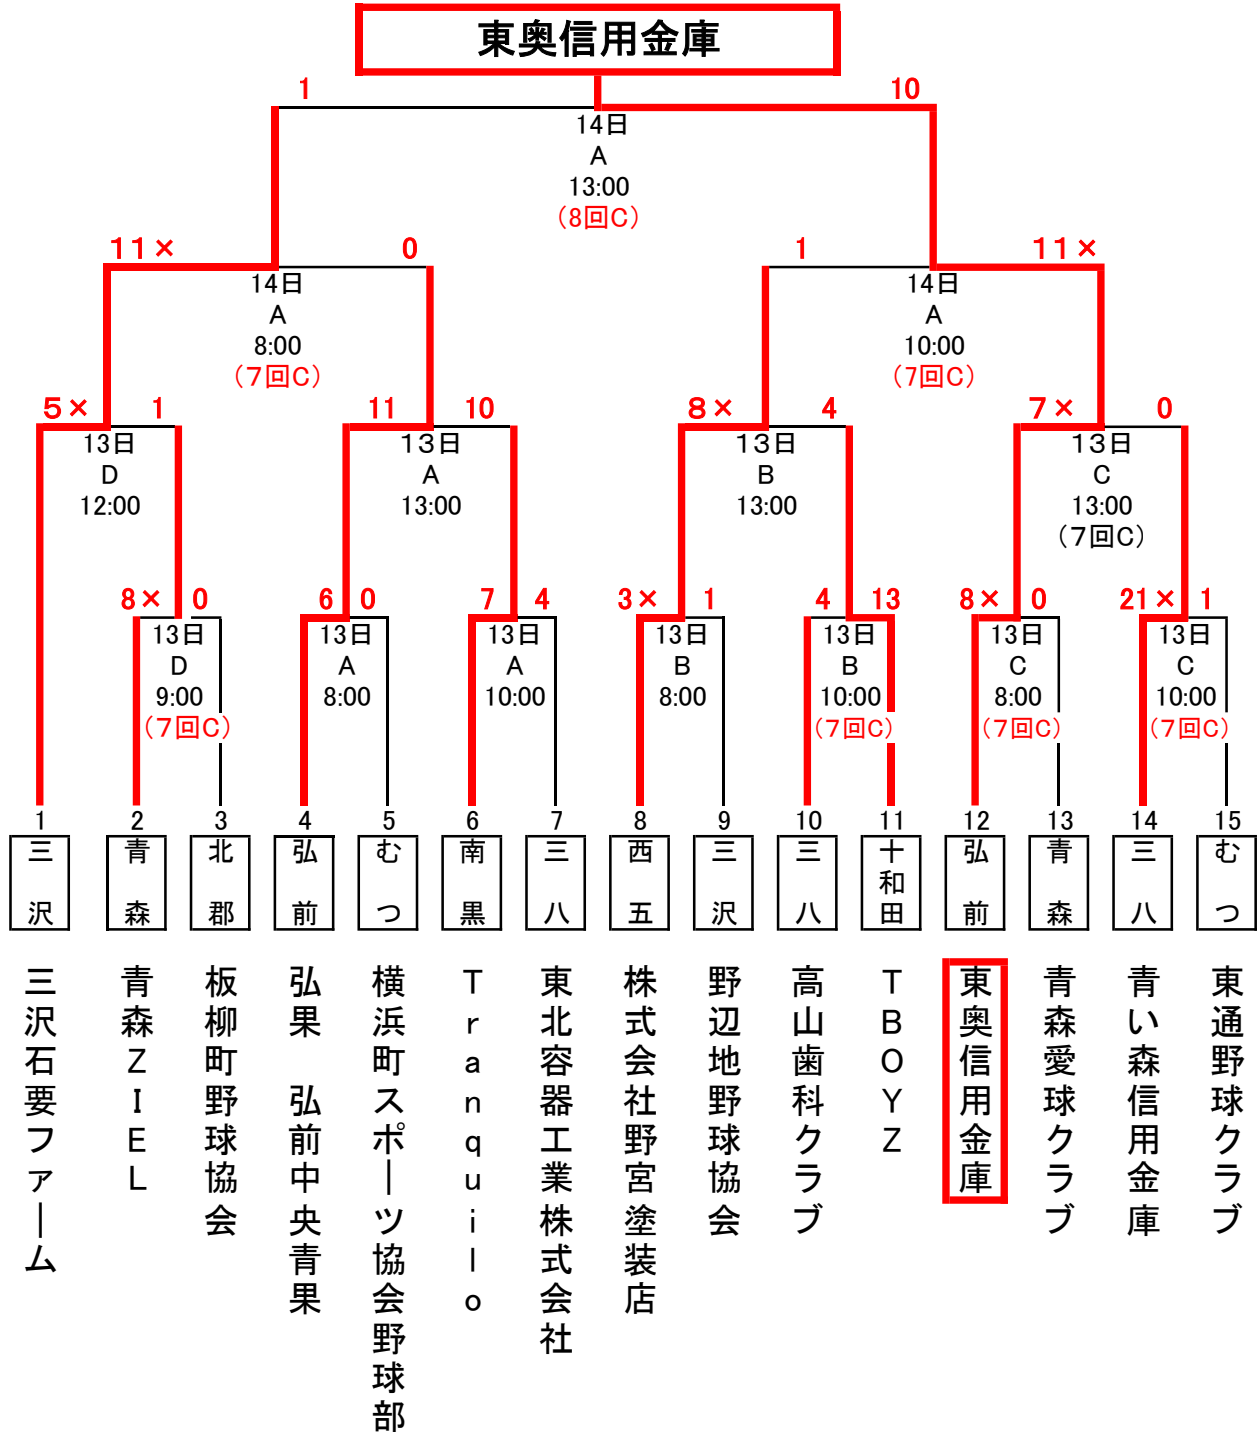 東奥信用金庫
1 10
14日
A
13:00
(8回C)
11× 0 1 11×
14日 14日
A A
8:00 10:00
(7回C) (7回C)
5× 1 11 10 8× 4 7× 0
13日 13日 13日 13日
D A B C
12:00 13:00 13:00 13:00
(7回C)
8× 0 6 0 7 4 3× 1 4 13 8× 0 21× 1
13日 13日 13日 13日 13日 13日 13日
D A A B B C C
9:00 8:00 10:00 8:00 10:00 8:00 10:00
(7回C) (7回C) (7回C) (7回C)
1 2 3 4 5 6 7 8 9 10 11 12 13 14 15
三沢 青森 北郡 弘前 むつ 南黒 三八 西五 三沢 三八 十和田 弘前 青森 三八 むつ
三沢石要ファーム
青森ZIEL
板柳町野球協会
弘果 弘前中央青果
横浜町スポーツ協会野球部
Tranquilo
東北容器工業株式会社
株式会社野宮塗装店
野辺地野球協会
高山歯科クラブ
TBOYZ
東奥信用金庫
青森愛球クラブ
青い森信用金庫
東通野球クラブ